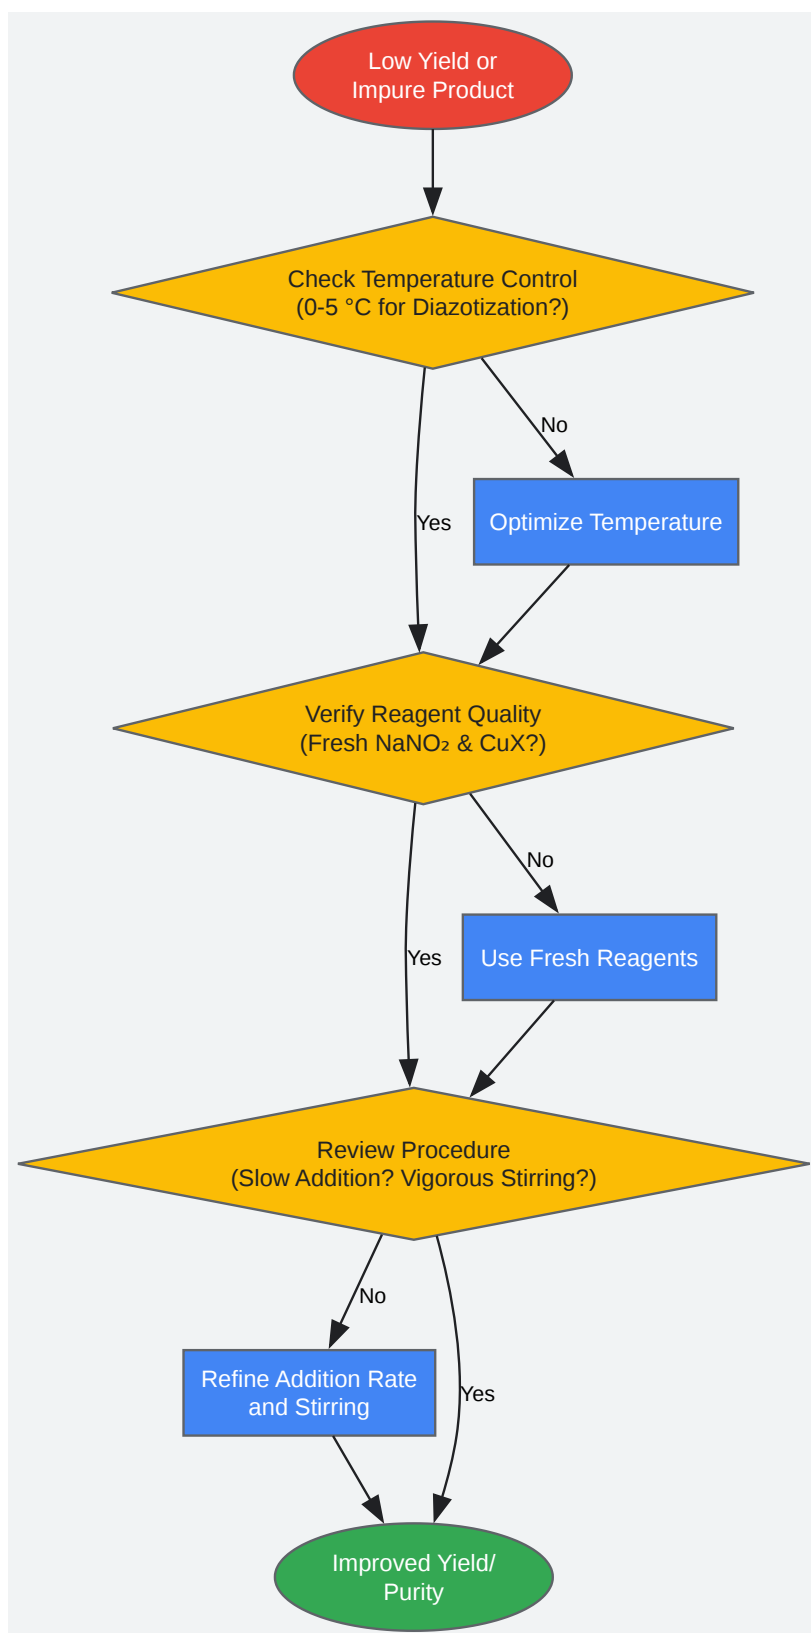 Low Yield or
Impure Product
Check Temperature Control
(0-5 °C for Diazotization?)
No
Optimize Temperature
Yes
Verify Reagent Quality
(Fresh NaNO₂ & CuX?)
No
Use Fresh Reagents
Yes
Review Procedure
(Slow Addition? Vigorous Stirring?)
No
Refine Addition Rate
and Stirring
Yes
Improved Yield/
Purity